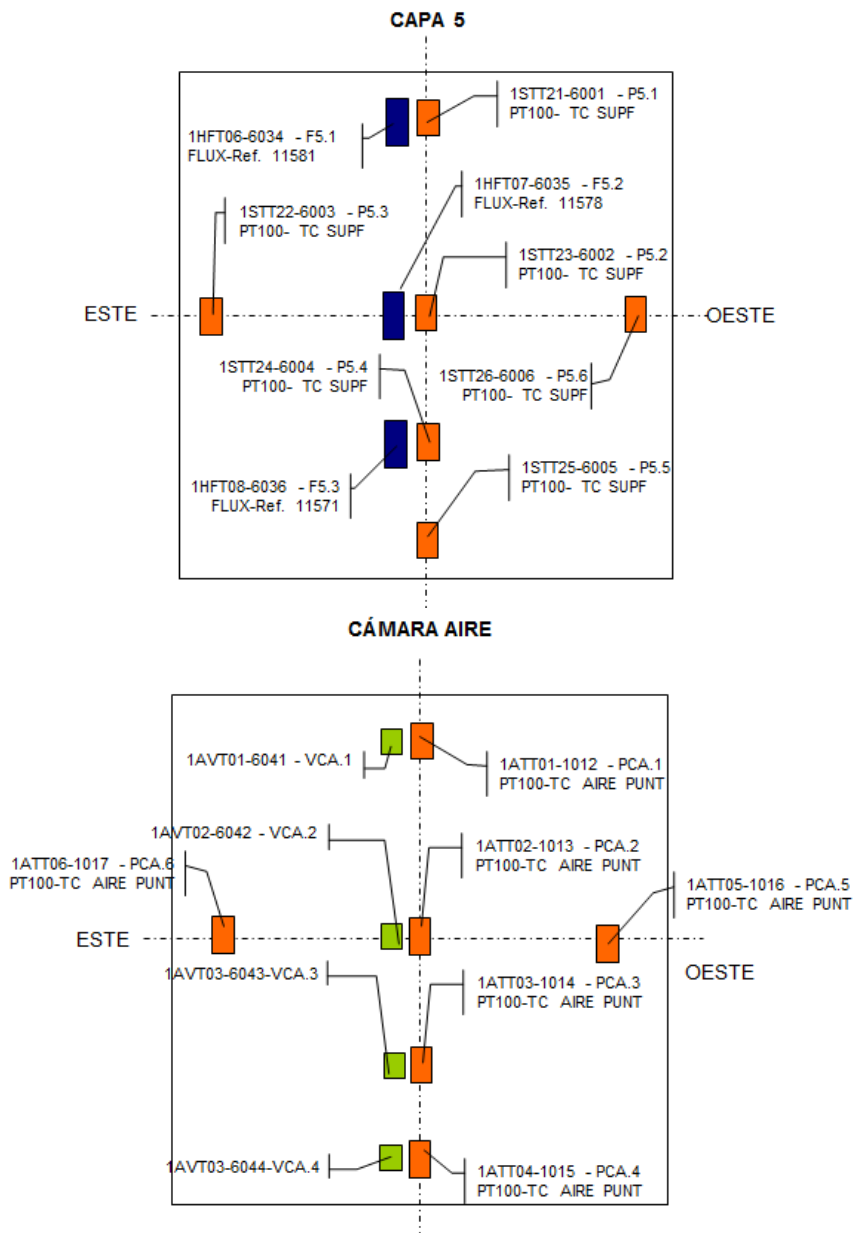 CAPA 5
1STT21-6001 - P5.1
PT100- TC SUPF
1HFT06-6034 - F5.1
FLUX-Ref. 11581
1HFT07-6035 - F5.2
FLUX-Ref. 11578
1STT22-6003 - P5.3
PT100- TC SUPF
1STT23-6002 - P5.2
PT100- TC SUPF
ESTE
OESTE
1STT24-6004 - P5.4
PT100- TC SUPF
1STT26-6006 - P5.6
PT100- TC SUPF
1STT25-6005 - P5.5
PT100- TC SUPF
1HFT08-6036 - F5.3
FLUX-Ref. 11571
CÁMARA AIRE
1AVT01-6041 - VCA.1
1ATT01-1012 - PCA.1
PT100-TC AIRE PUNT
1AVT02-6042 - VCA.2
1ATT02-1013 - PCA.2
PT100-TC AIRE PUNT
1ATT06-1017 - PCA.6
PT100-TC AIRE PUNT
1ATT05-1016 - PCA.5
PT100-TC AIRE PUNT
ESTE
OESTE
1AVT03-6043-VCA.3
1ATT03-1014 - PCA.3
PT100-TC AIRE PUNT
1AVT03-6044-VCA.4
1ATT04-1015 - PCA.4
PT100-TC AIRE PUNT